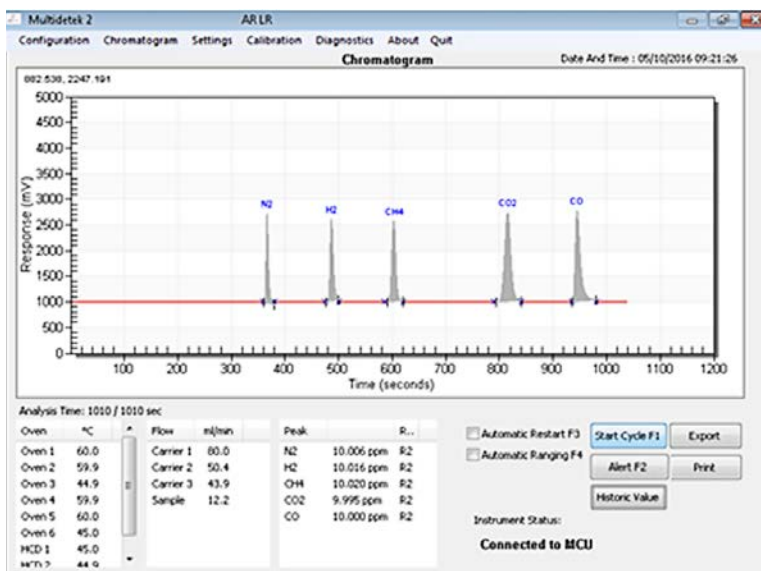 Multidetek 2 AR LR
Configuration Chromatogram Settings Calibration Diagnostics About Quit
Chromatogram Date And Time : 05/10/2016 09:21:26
882.538, 2247.191
5000
4500
4000
3500
3000
2500
2000
1500
1000
500
0
Response (mV)
N2 H2 CH4 CO2 CO
100 200 300 400 500 600 700 800 900 1000 1100 1200
Time (seconds)
Analysis Time: 1010 / 1010 sec
Oven °C
Oven 1 60.0
Oven 2 59.9
Oven 3 44.9
Oven 4 59.9
Oven 5 60.0
Oven 6 45.0
HCD 1 45.0
HCD 2 44.9
Flow ml/min
Carrier 1 80.0
Carrier 2 50.4
Carrier 3 43.9
Sample 12.2
Peak R...
N2 10.006 ppm R2
H2 10.016 ppm R2
CH4 10.020 ppm R2
CO2 9.995 ppm R2
CO 10.000 ppm R2
Automatic Restart F3
Automatic Ranging F4
Start Cycle F1 Export
Alert F2 Print
Historic Value
Instrument Status:
Connected to MCU